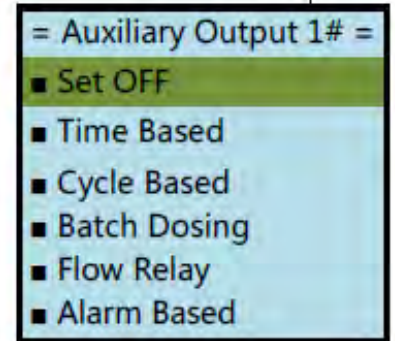 = Auxiliary Output 1# =
■ Set OFF
■ Time Based
■ Cycle Based
■ Batch Dosing
■ Flow Relay
■ Alarm Based